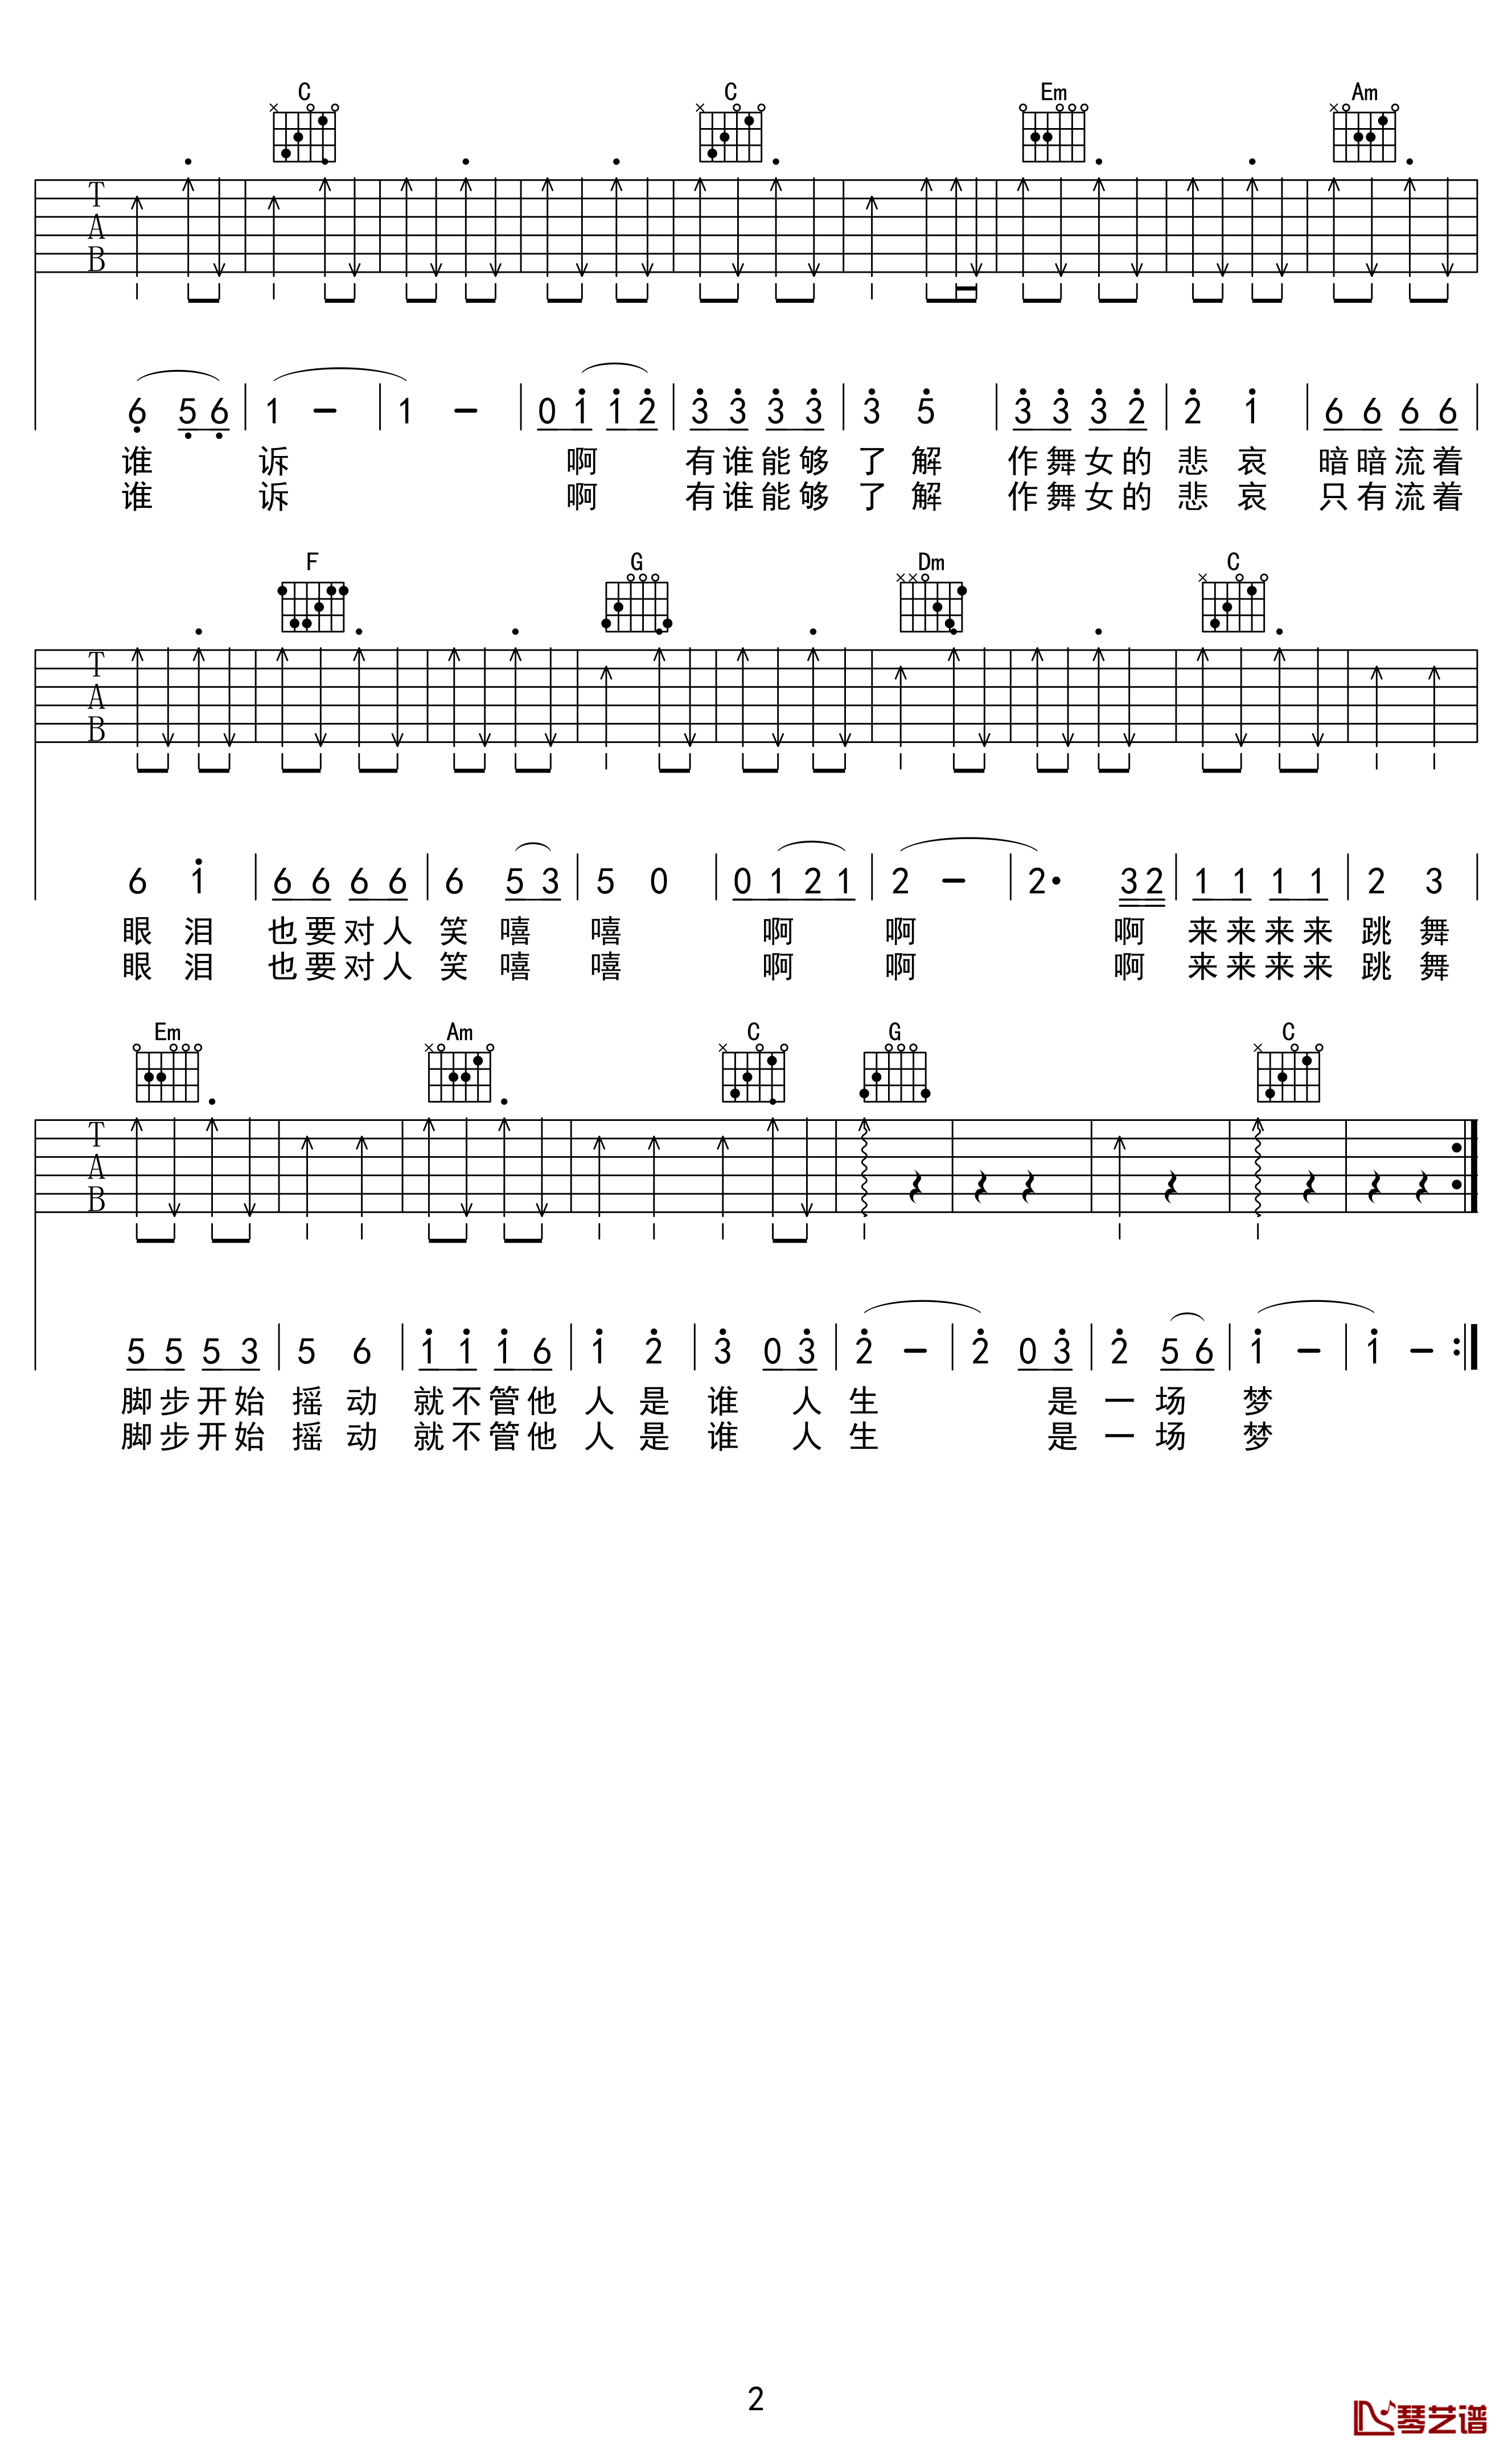 C C Em Am
T
A
B
6 5 6 1 - 1 - 0 1 1 2 3 3 3 3 3 5 3 3 3 2 2 1 6 6 6 6
谁 诉 啊 有谁能够 了 解 作舞女的 悲 哀 暗暗流着
谁 诉 啊 有谁能够 了 解 作舞女的 悲 哀 只有流着
F G Dm C
T
A
B
6 1 6 6 6 6 6 5 3 5 0 0 1 2 1 2 - 2· 3 2 1 1 1 1 2 3
眼 泪 也要对人 笑 嘻 嘻 啊 啊 啊 来来来来 跳 舞
眼 泪 也要对人 笑 嘻 嘻 啊 啊 啊 来来来来 跳 舞
Em Am C G C
T
A
B
5 5 5 3 5 6 1 1 1 6 1 2 3 0 3 2 - 2 0 3 2 5 6 1 - 1 -
脚步开始 摇 动 就不管他 人 是 谁 人 生 是 一 场 梦
脚步开始 摇 动 就不管他 人 是 谁 人 生 是 一 场 梦
2
琴艺谱